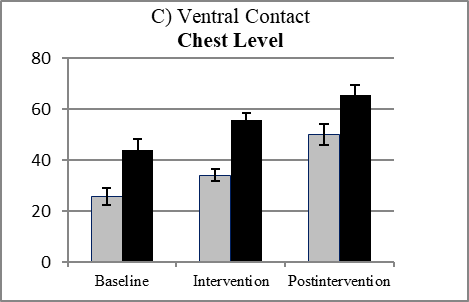 C) Ventral Contact
Chest Level
80
60
40
20
0
Baseline Intervention Postintervention